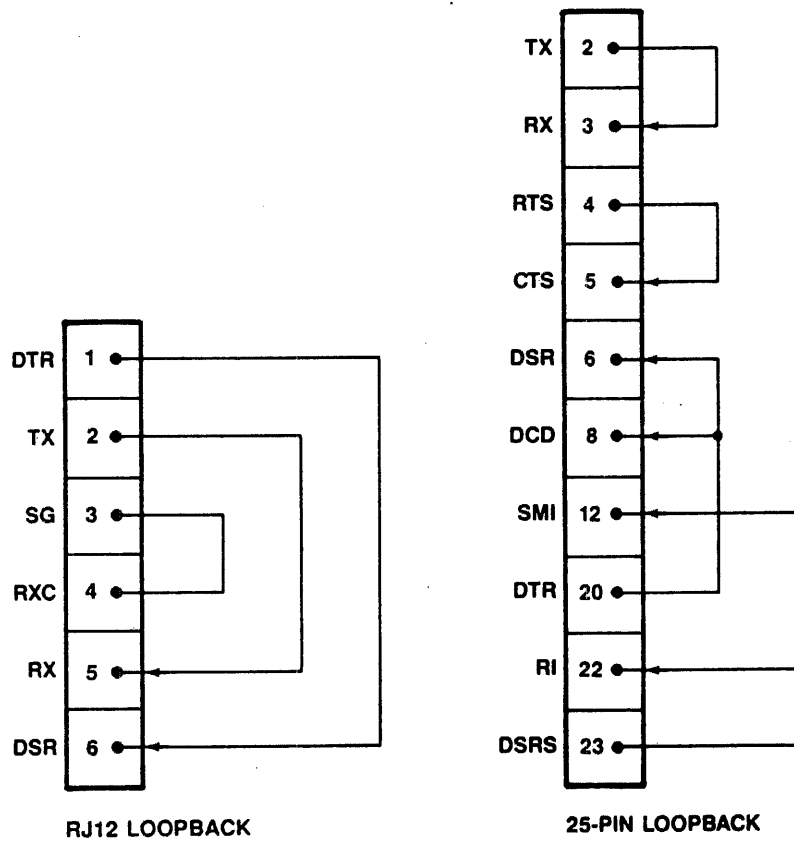 DTR 1
TX 2
SG 3
RXC 4
RX 5
DSR 6
RJ12 LOOPBACK
TX 2
RX 3
RTS 4
CTS 5
DSR 6
DCD 8
SMI 12
DTR 20
RI 22
DSRS 23
25-PIN LOOPBACK